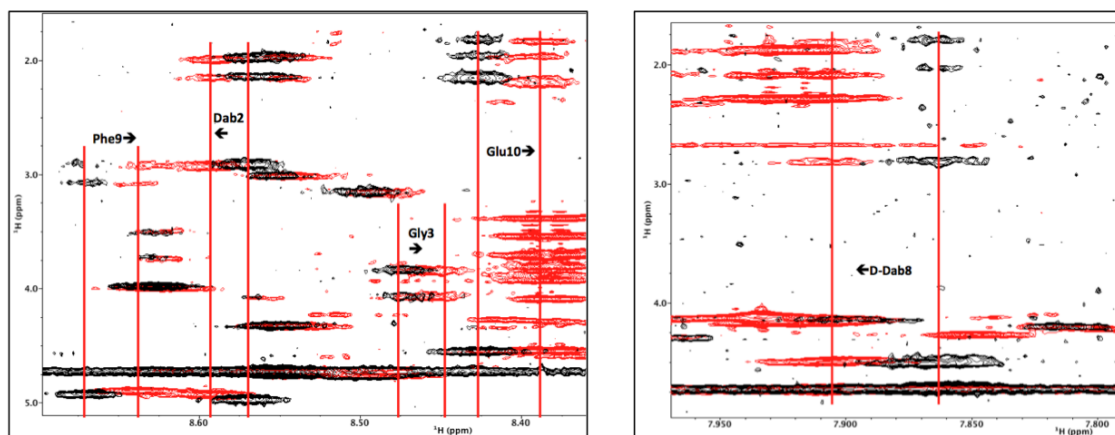 2.0
3.0
4.0
5.0
¹H (ppm)
Phe9→
Dab2
←
Glu10→
Gly3
→
8.60
8.50
8.40
¹H (ppm)
2.0
3.0
4.0
¹H (ppm)
←D-Dab8
7.950
7.900
7.850
7.800
¹H (ppm)